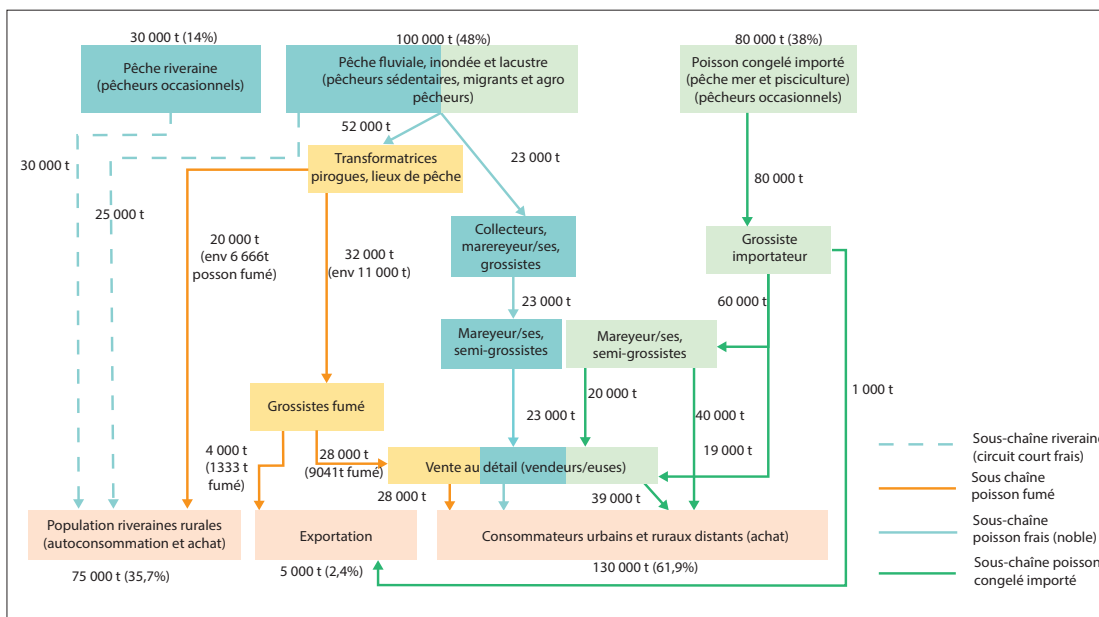 30 000 t (14%)
100 000 t (48%)
80 000 t (38%)
Pêche riveraine
(pêcheurs occasionnels)
Pêche fluviale, inondée et lacustre
(pêcheurs sédentaires, migrants et agro
pêcheurs)
Poisson congelé importé
(pêche mer et pisciculture)
(pêcheurs occasionnels)
52 000 t
30 000 t
23 000 t
Transformatrices
pirogues, lieux de pêche
80 000 t
25 000 t
20 000 t
(env 6 666t
posson fumé)
32 000 t
(env 11 000 t)
Collecteurs,
marereyeur/ses,
grossistes
Grossiste
importateur
23 000 t
60 000 t
Mareyeur/ses,
semi-grossistes
Mareyeur/ses,
semi-grossistes
1 000 t
20 000 t
Grossistes fumé
23 000 t
40 000 t
4 000 t
(1333 t
fumé)
28 000 t
(9041t fumé)
19 000 t
Vente au détail (vendeurs/euses)
28 000 t
39 000 t
Population riveraines rurales
(autoconsommation et achat)
Exportation
Consommateurs urbains et ruraux distants (achat)
75 000 t (35,7%)
5 000 t (2,4%)
130 000 t (61,9%)
Sous-chaîne riveraine
(circuit court frais)
Sous chaîne
poisson fumé
Sous-chaîne
poisson frais (noble)
Sous-chaîne poisson
congelé importé